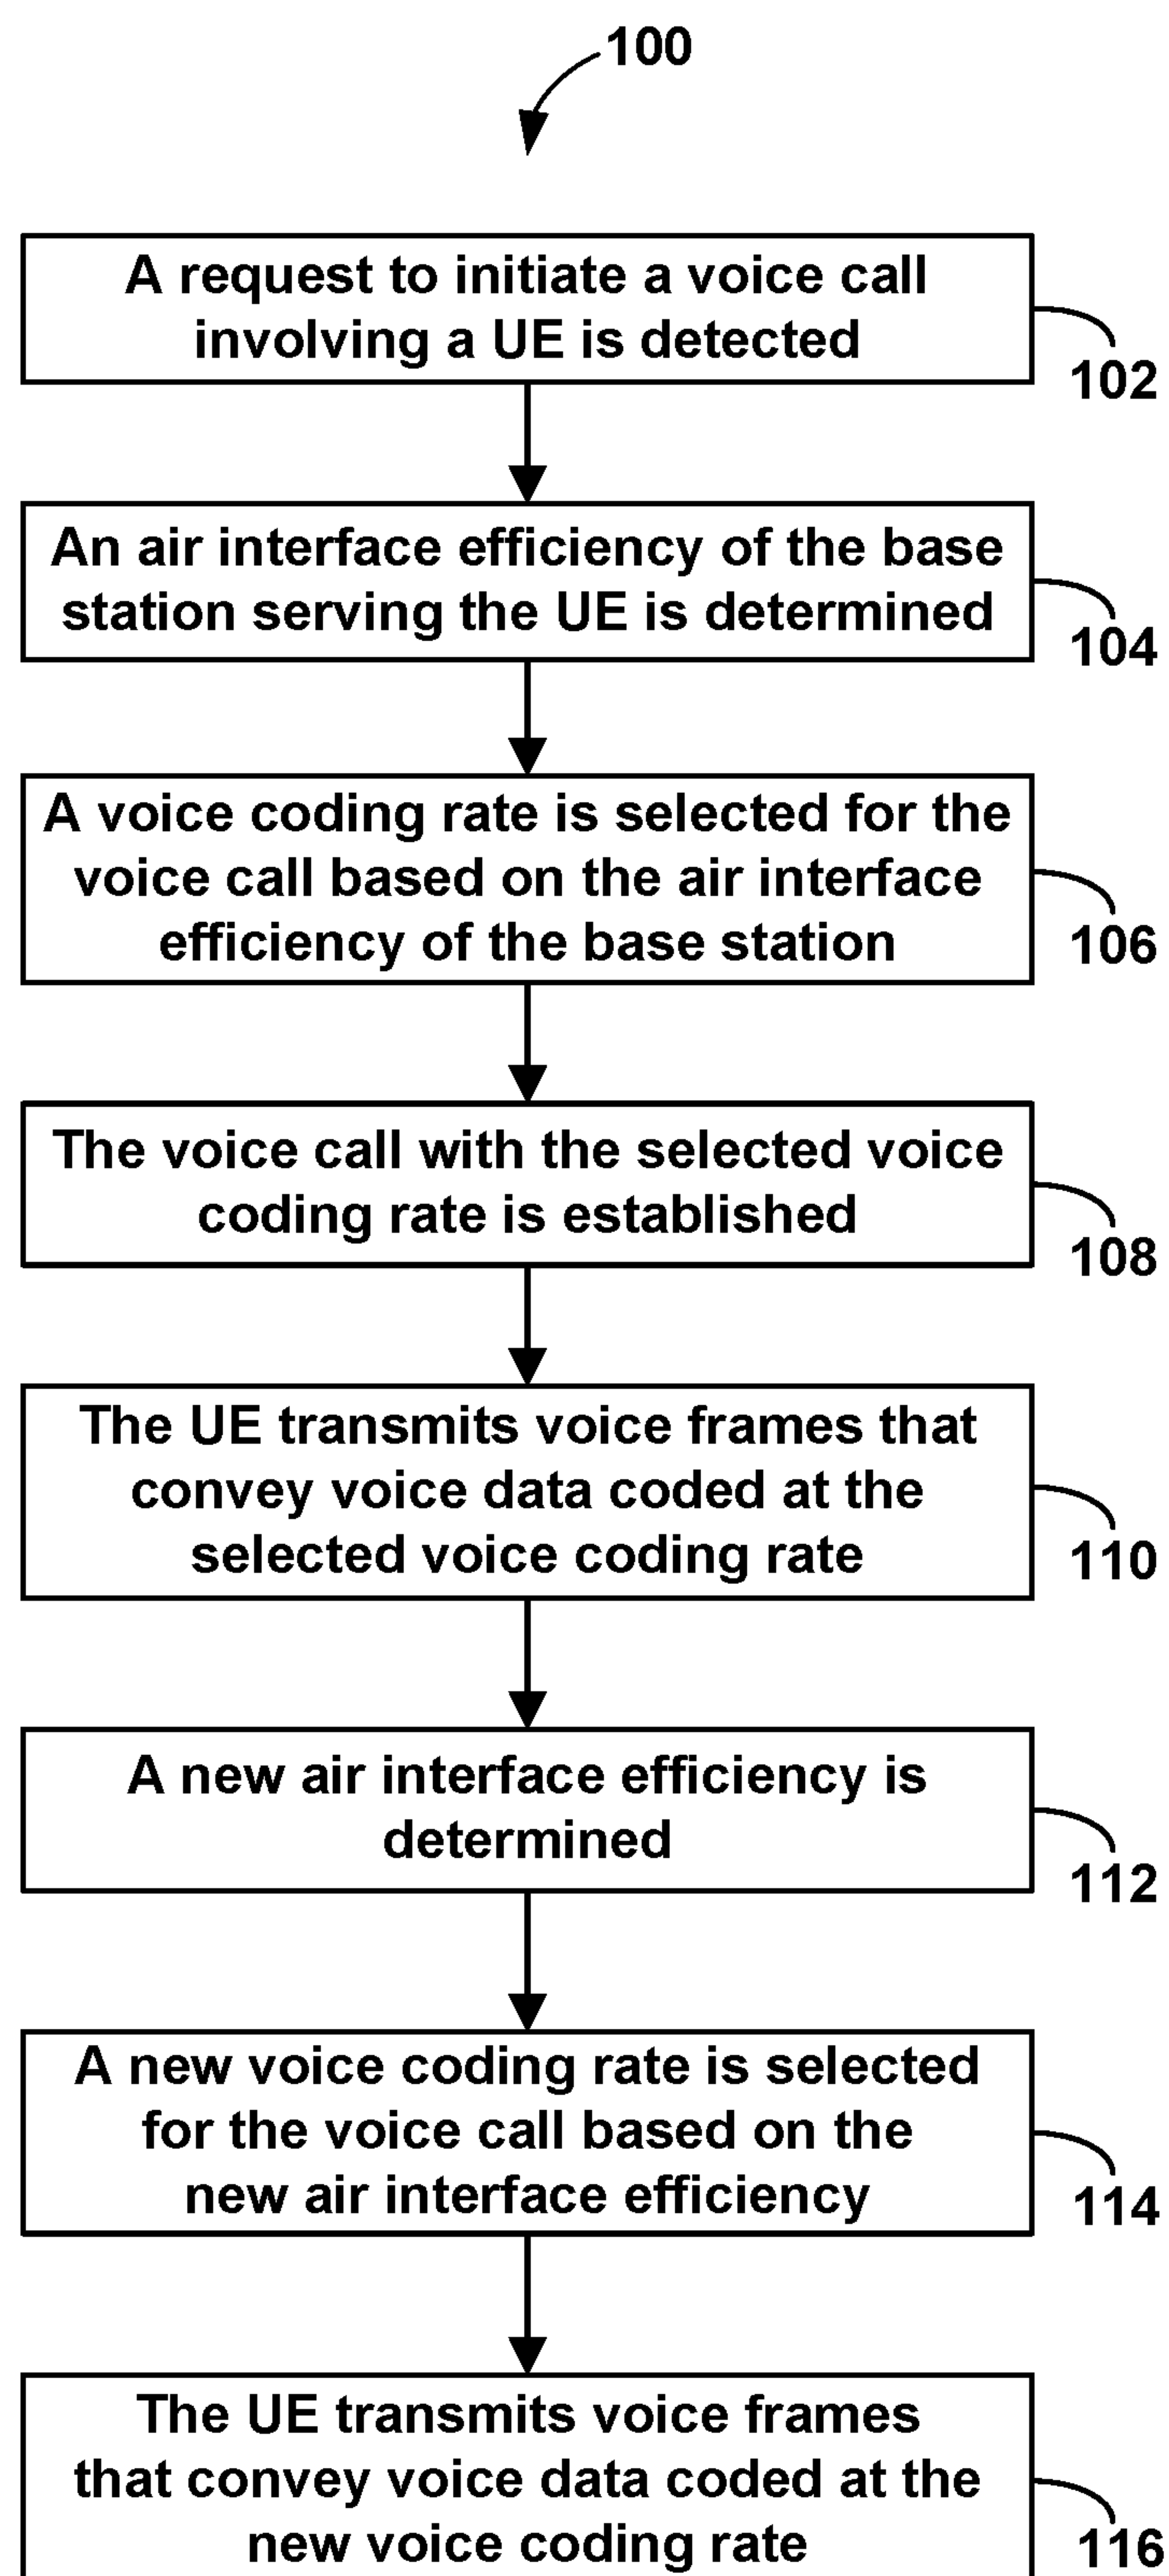 100
A request to initiate a voice call
involving a UE is detected
102
An air interface efficiency of the base
station serving the UE is determined
104
A voice coding rate is selected for the
voice call based on the air interface
efficiency of the base station
106
The voice call with the selected voice
coding rate is established
108
The UE transmits voice frames that
convey voice data coded at the
selected voice coding rate
110
A new air interface efficiency is
determined
112
A new voice coding rate is selected
for the voice call based on the
new air interface efficiency
114
The UE transmits voice frames
that convey voice data coded at the
new voice coding rate
116